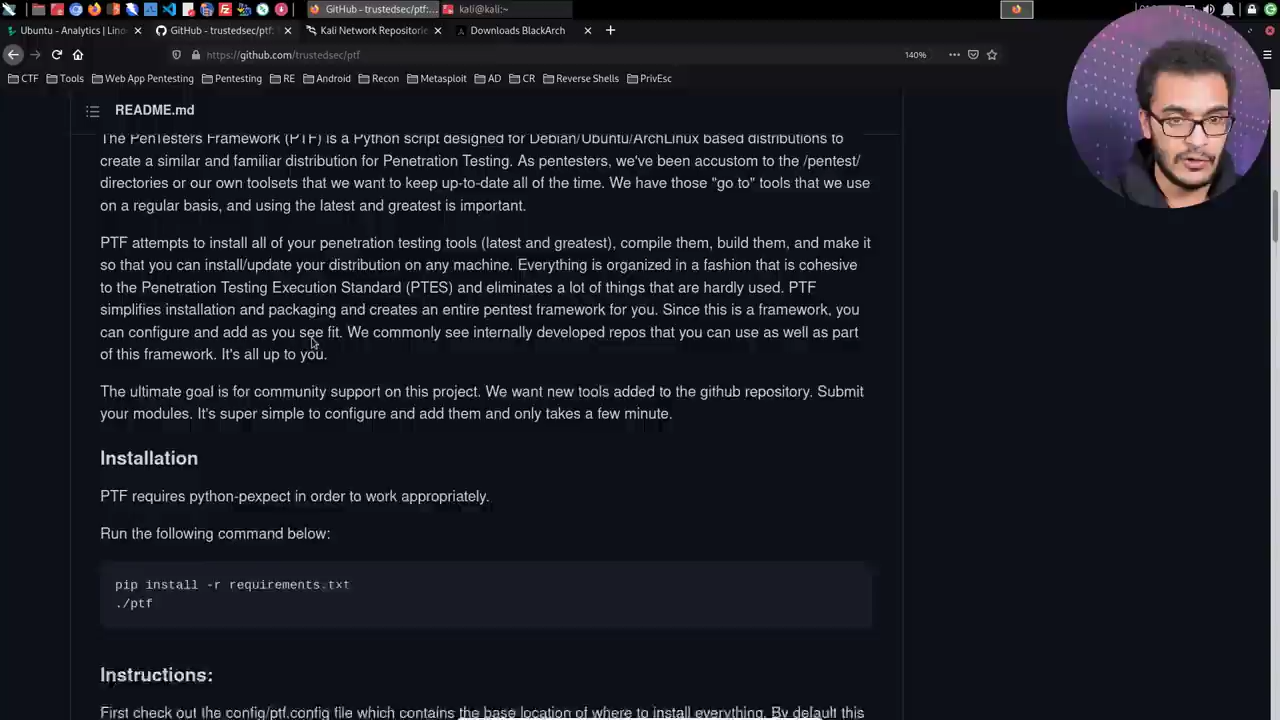 GitHub - trustedsec/ptf:...
kali@kali:~
Ubuntu - Analytics | Lino
GitHub - trustedsec/ptf:
Kali Network Repositorie
Downloads BlackArch
https://github.com/trustedsec/ptf
140%
CTF
Tools
Web App Pentesting
Pentesting
RE
Android
Recon
Metasploit
AD
CR
Reverse Shells
PrivEsc
README.md
The PenTesters Framework (PTF) is a Python script designed for Debian/Ubuntu/ArchLinux based distributions to
create a similar and familiar distribution for Penetration Testing. As pentesters, we've been accustom to the /pentest/
directories or our own toolsets that we want to keep up-to-date all of the time. We have those "go to" tools that we use
on a regular basis, and using the latest and greatest is important.
PTF attempts to install all of your penetration testing tools (latest and greatest), compile them, build them, and make it
so that you can install/update your distribution on any machine. Everything is organized in a fashion that is cohesive
to the Penetration Testing Execution Standard (PTES) and eliminates a lot of things that are hardly used. PTF
simplifies installation and packaging and creates an entire pentest framework for you. Since this is a framework, you
can configure and add as you see fit. We commonly see internally developed repos that you can use as well as part
of this framework. It's all up to you.
The ultimate goal is for community support on this project. We want new tools added to the github repository. Submit
your modules. It's super simple to configure and add them and only takes a few minute.
Installation
PTF requires python-pexpect in order to work appropriately.
Run the following command below:
pip install -r requirements.txt
./ptf
Instructions:
First check out the config/ptf.config file which contains the base location of where to install everything. By default this